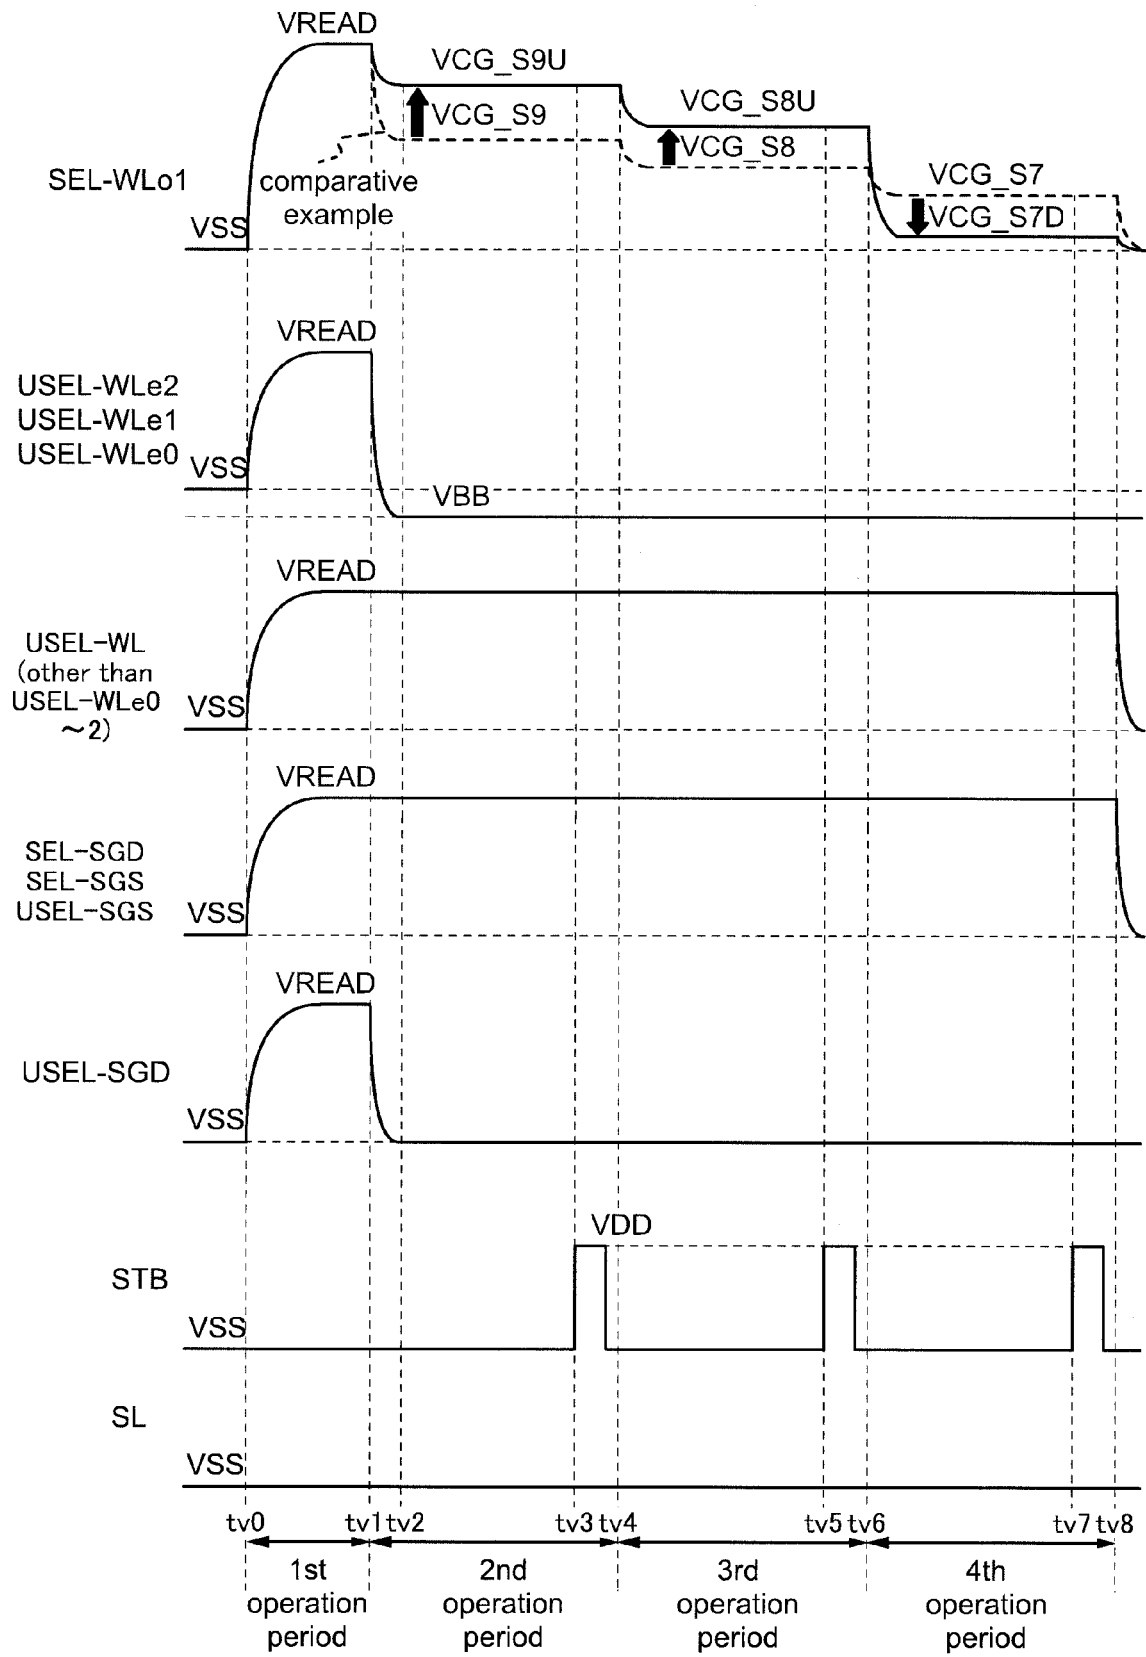 VREAD
VCG_S9U
VCG_S9
VCG_S8U
VCG_S8
VCG_S7
VCG_S7D
SEL-WLo1
comparative
example
VSS
VREAD
USEL-WLe2
USEL-WLe1
USEL-WLe0
VSS
VBB
VREAD
USEL-WL
(other than
USEL-WLe0
~2)
VSS
VREAD
SEL-SGD
SEL-SGS
USEL-SGS
VSS
VREAD
USEL-SGD
VSS
VDD
STB
VSS
SL
VSS
tv0 tv1 tv2 tv3 tv4 tv5 tv6 tv7 tv8
1st
operation
period
2nd
operation
period
3rd
operation
period
4th
operation
period